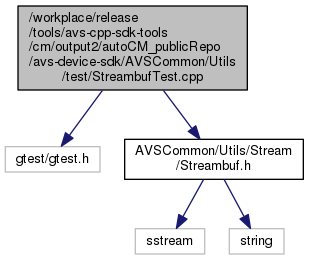 /workplace/release
/tools/avs-cpp-sdk-tools
/cm/output2/autoCM_publicRepo
/avs-device-sdk/AVSCommon/Utils
/test/StreambufTest.cpp
gtest/gtest.h
AVSCommon/Utils/Stream
/Streambuf.h
sstream
string